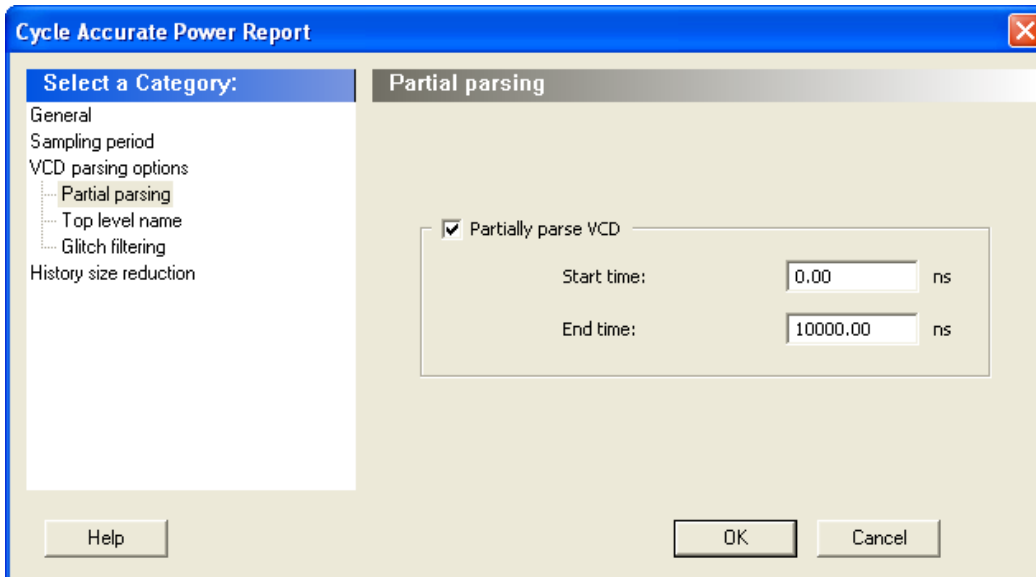 Cycle Accurate Power Report
Select a Category:
General
Sampling period
VCD parsing options
Partial parsing
Top level name
Glitch filtering
History size reduction
Partial parsing
Partially parse VCD
Start time: 0.00 ns
End time: 10000.00 ns
Help
OK
Cancel